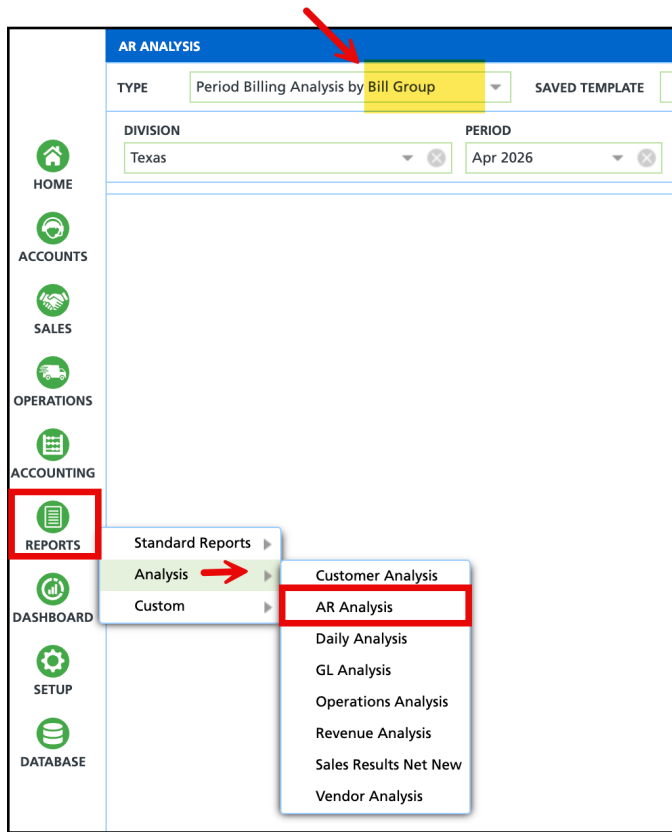 AR ANALYSIS
TYPE Period Billing Analysis by Bill Group SAVED TEMPLATE
DIVISION PERIOD
Texas Apr 2026
HOME
ACCOUNTS
SALES
OPERATIONS
ACCOUNTING
REPORTS
DASHBOARD
SETUP
DATABASE
Standard Reports
Analysis
Custom
Customer Analysis
AR Analysis
Daily Analysis
GL Analysis
Operations Analysis
Revenue Analysis
Sales Results Net New
Vendor Analysis